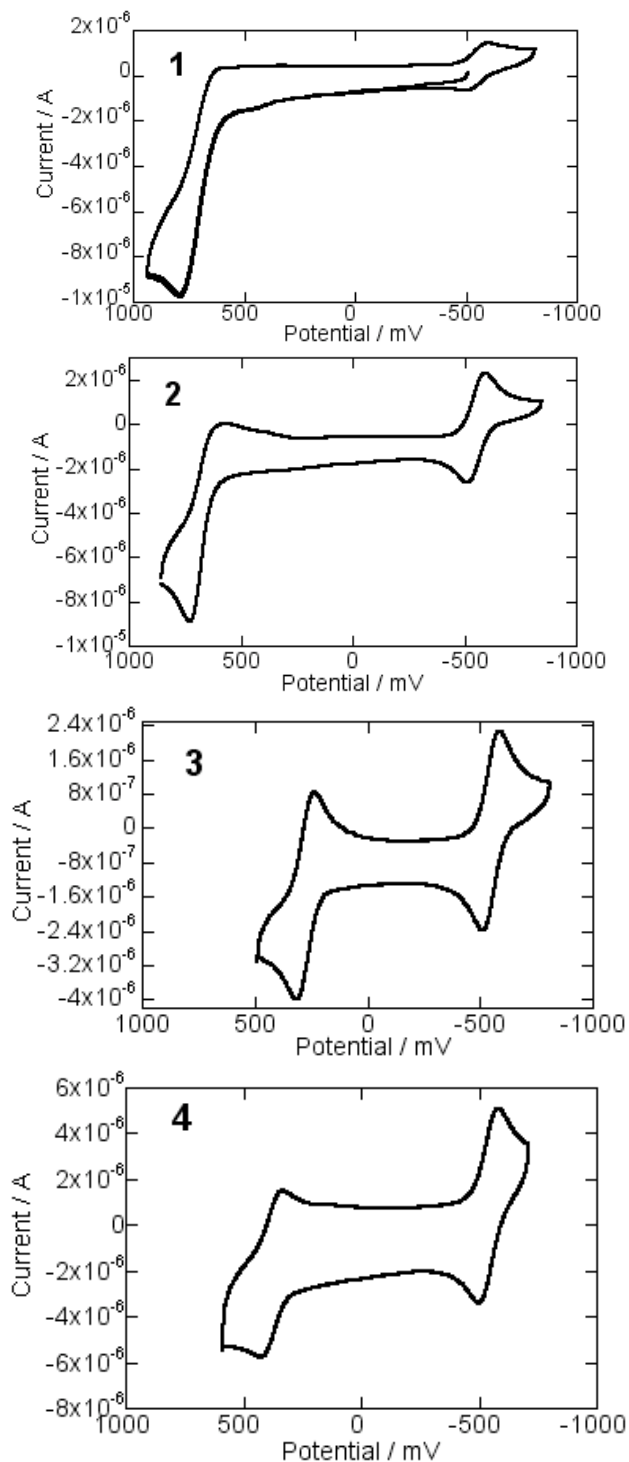 2x10⁻⁶
1
0
-2x10⁻⁶
-4x10⁻⁶
-6x10⁻⁶
-8x10⁻⁶
-1x10⁻⁵
Current / A
1000 500 0 -500 -1000
Potential / mV
2x10⁻⁶
2
0
-2x10⁻⁶
-4x10⁻⁶
-6x10⁻⁶
-8x10⁻⁶
-1x10⁻⁵
Current / A
1000 500 0 -500 -1000
Potential / mV
2.4x10⁻⁶
1.6x10⁻⁶
3
8x10⁻⁷
0
-8x10⁻⁷
-1.6x10⁻⁶
-2.4x10⁻⁶
-3.2x10⁻⁶
-4x10⁻⁶
Current / A
1000 500 0 -500 -1000
Potential / mV
6x10⁻⁶
4
4x10⁻⁶
2x10⁻⁶
0
-2x10⁻⁶
-4x10⁻⁶
-6x10⁻⁶
-8x10⁻⁶
Current / A
1000 500 0 -500 -1000
Potential / mV